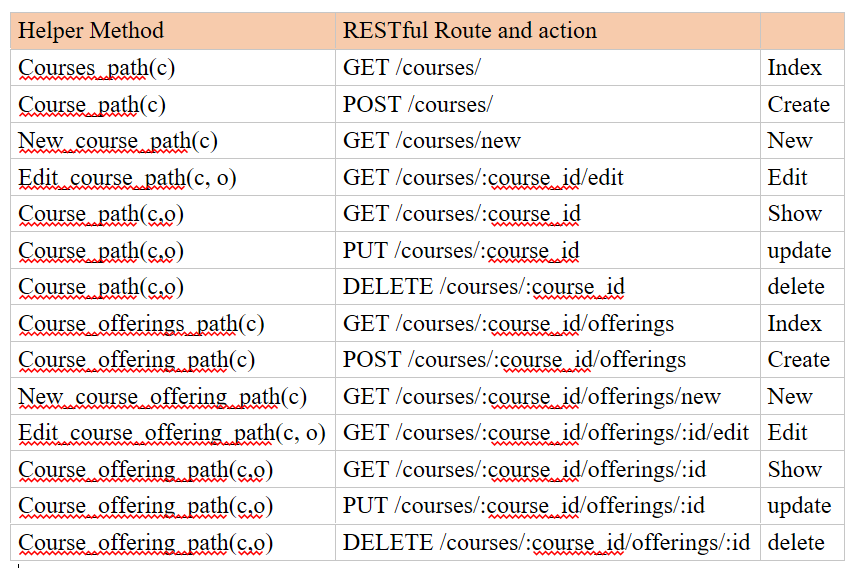 Helper Method RESTful Route and action
Courses_path(c) GET /courses/ Index
Course_path(c) POST /courses/ Create
New_course_path(c) GET /courses/new New
Edit_course_path(c, o) GET /courses/:course_id/edit Edit
Course_path(c,o) GET /courses/:course_id Show
Course_path(c,o) PUT /courses/:course_id update
Course_path(c,o) DELETE /courses/:course_id delete
Course_offerings_path(c) GET /courses/:course_id/offerings Index
Course_offering_path(c) POST /courses/:course_id/offerings Create
New_course_offering_path(c) GET /courses/:course_id/offerings/new New
Edit_course_offering_path(c, o) GET /courses/:course_id/offerings/:id/edit Edit
Course_offering_path(c,o) GET /courses/:course_id/offerings/:id Show
Course_offering_path(c,o) PUT /courses/:course_id/offerings/:id update
Course_offering_path(c,o) DELETE /courses/:course_id/offerings/:id delete